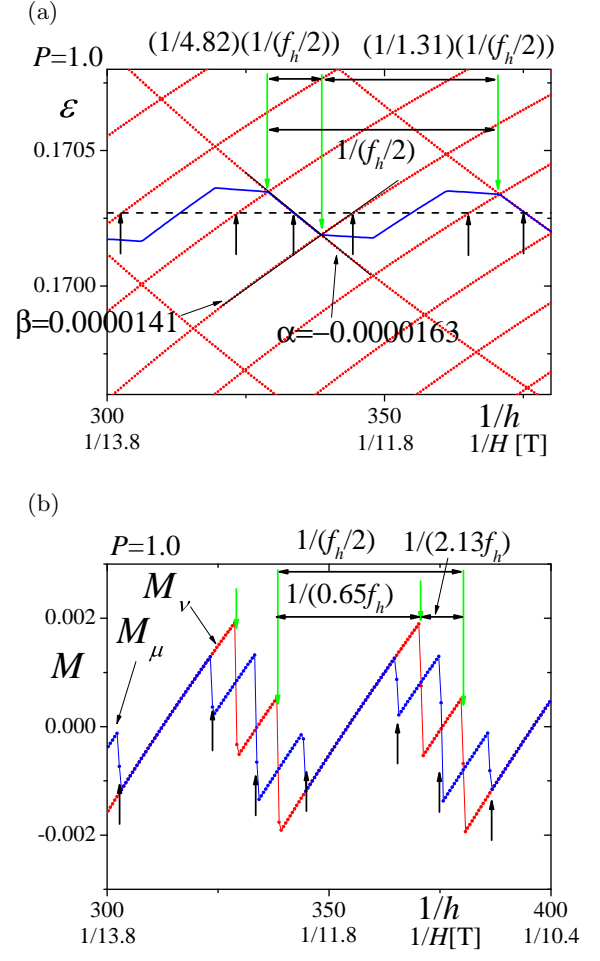 (a)
(1/4.82)(1/(f_h/2)) (1/1.31)(1/(f_h/2))
P=1.0
ε
1/(f_h/2)
0.1705
0.1700
β=0.0000141
α=−0.0000163
300 350 1/h
1/13.8 1/11.8 1/H [T]
(b)
P=1.0 1/(f_h/2) 1/(2.13f_h)
1/(0.65f_h)
0.002
M_ν
M_μ
M
0.000
-0.002
300 350 1/h 400
1/13.8 1/11.8 1/H[T] 1/10.4